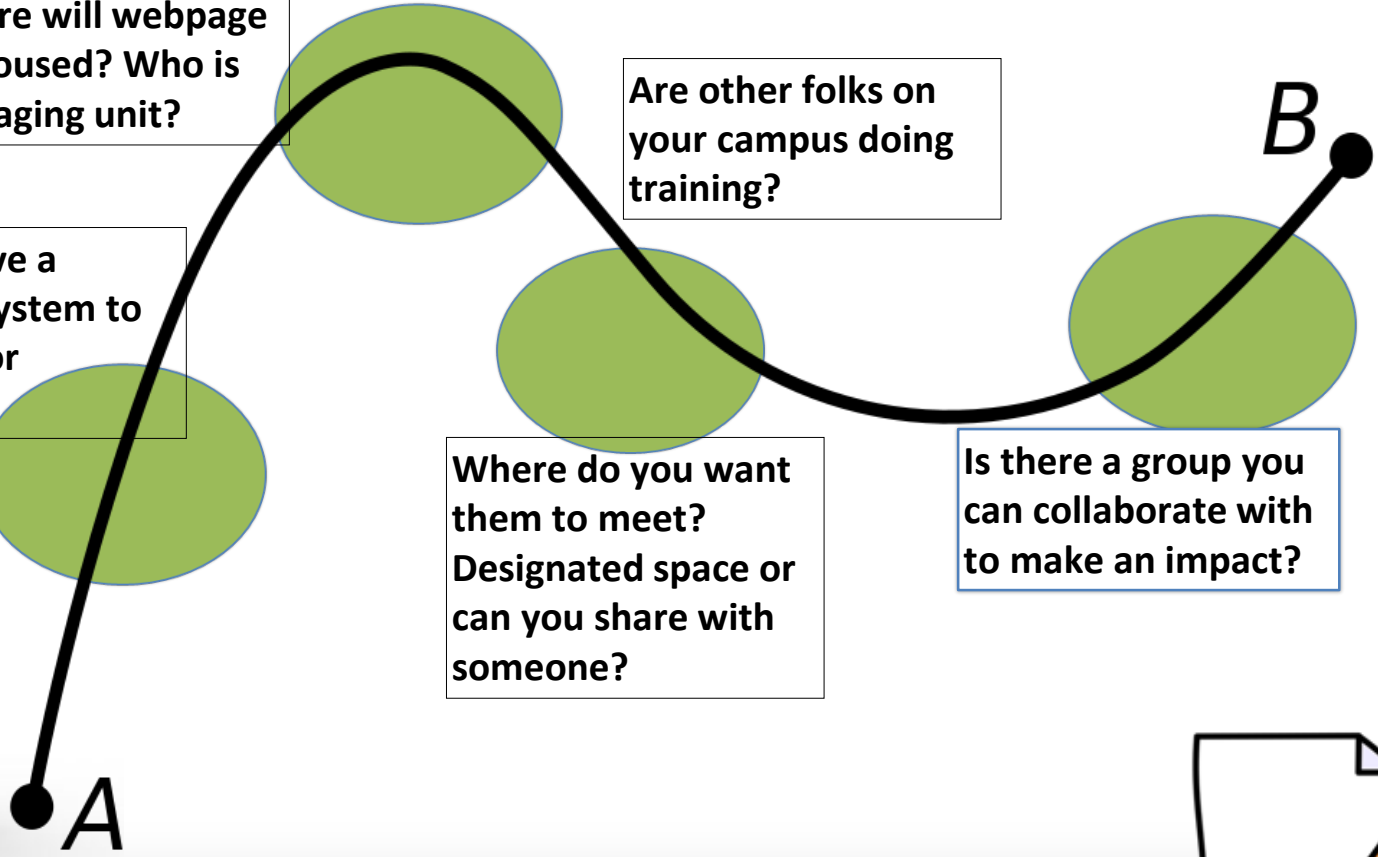 re will webpage
oused? Who is
aging unit?
Are other folks on
your campus doing
training?
B
ve a
ystem to
or
Where do you want
them to meet?
Designated space or
can you share with
someone?
Is there a group you
can collaborate with
to make an impact?
A